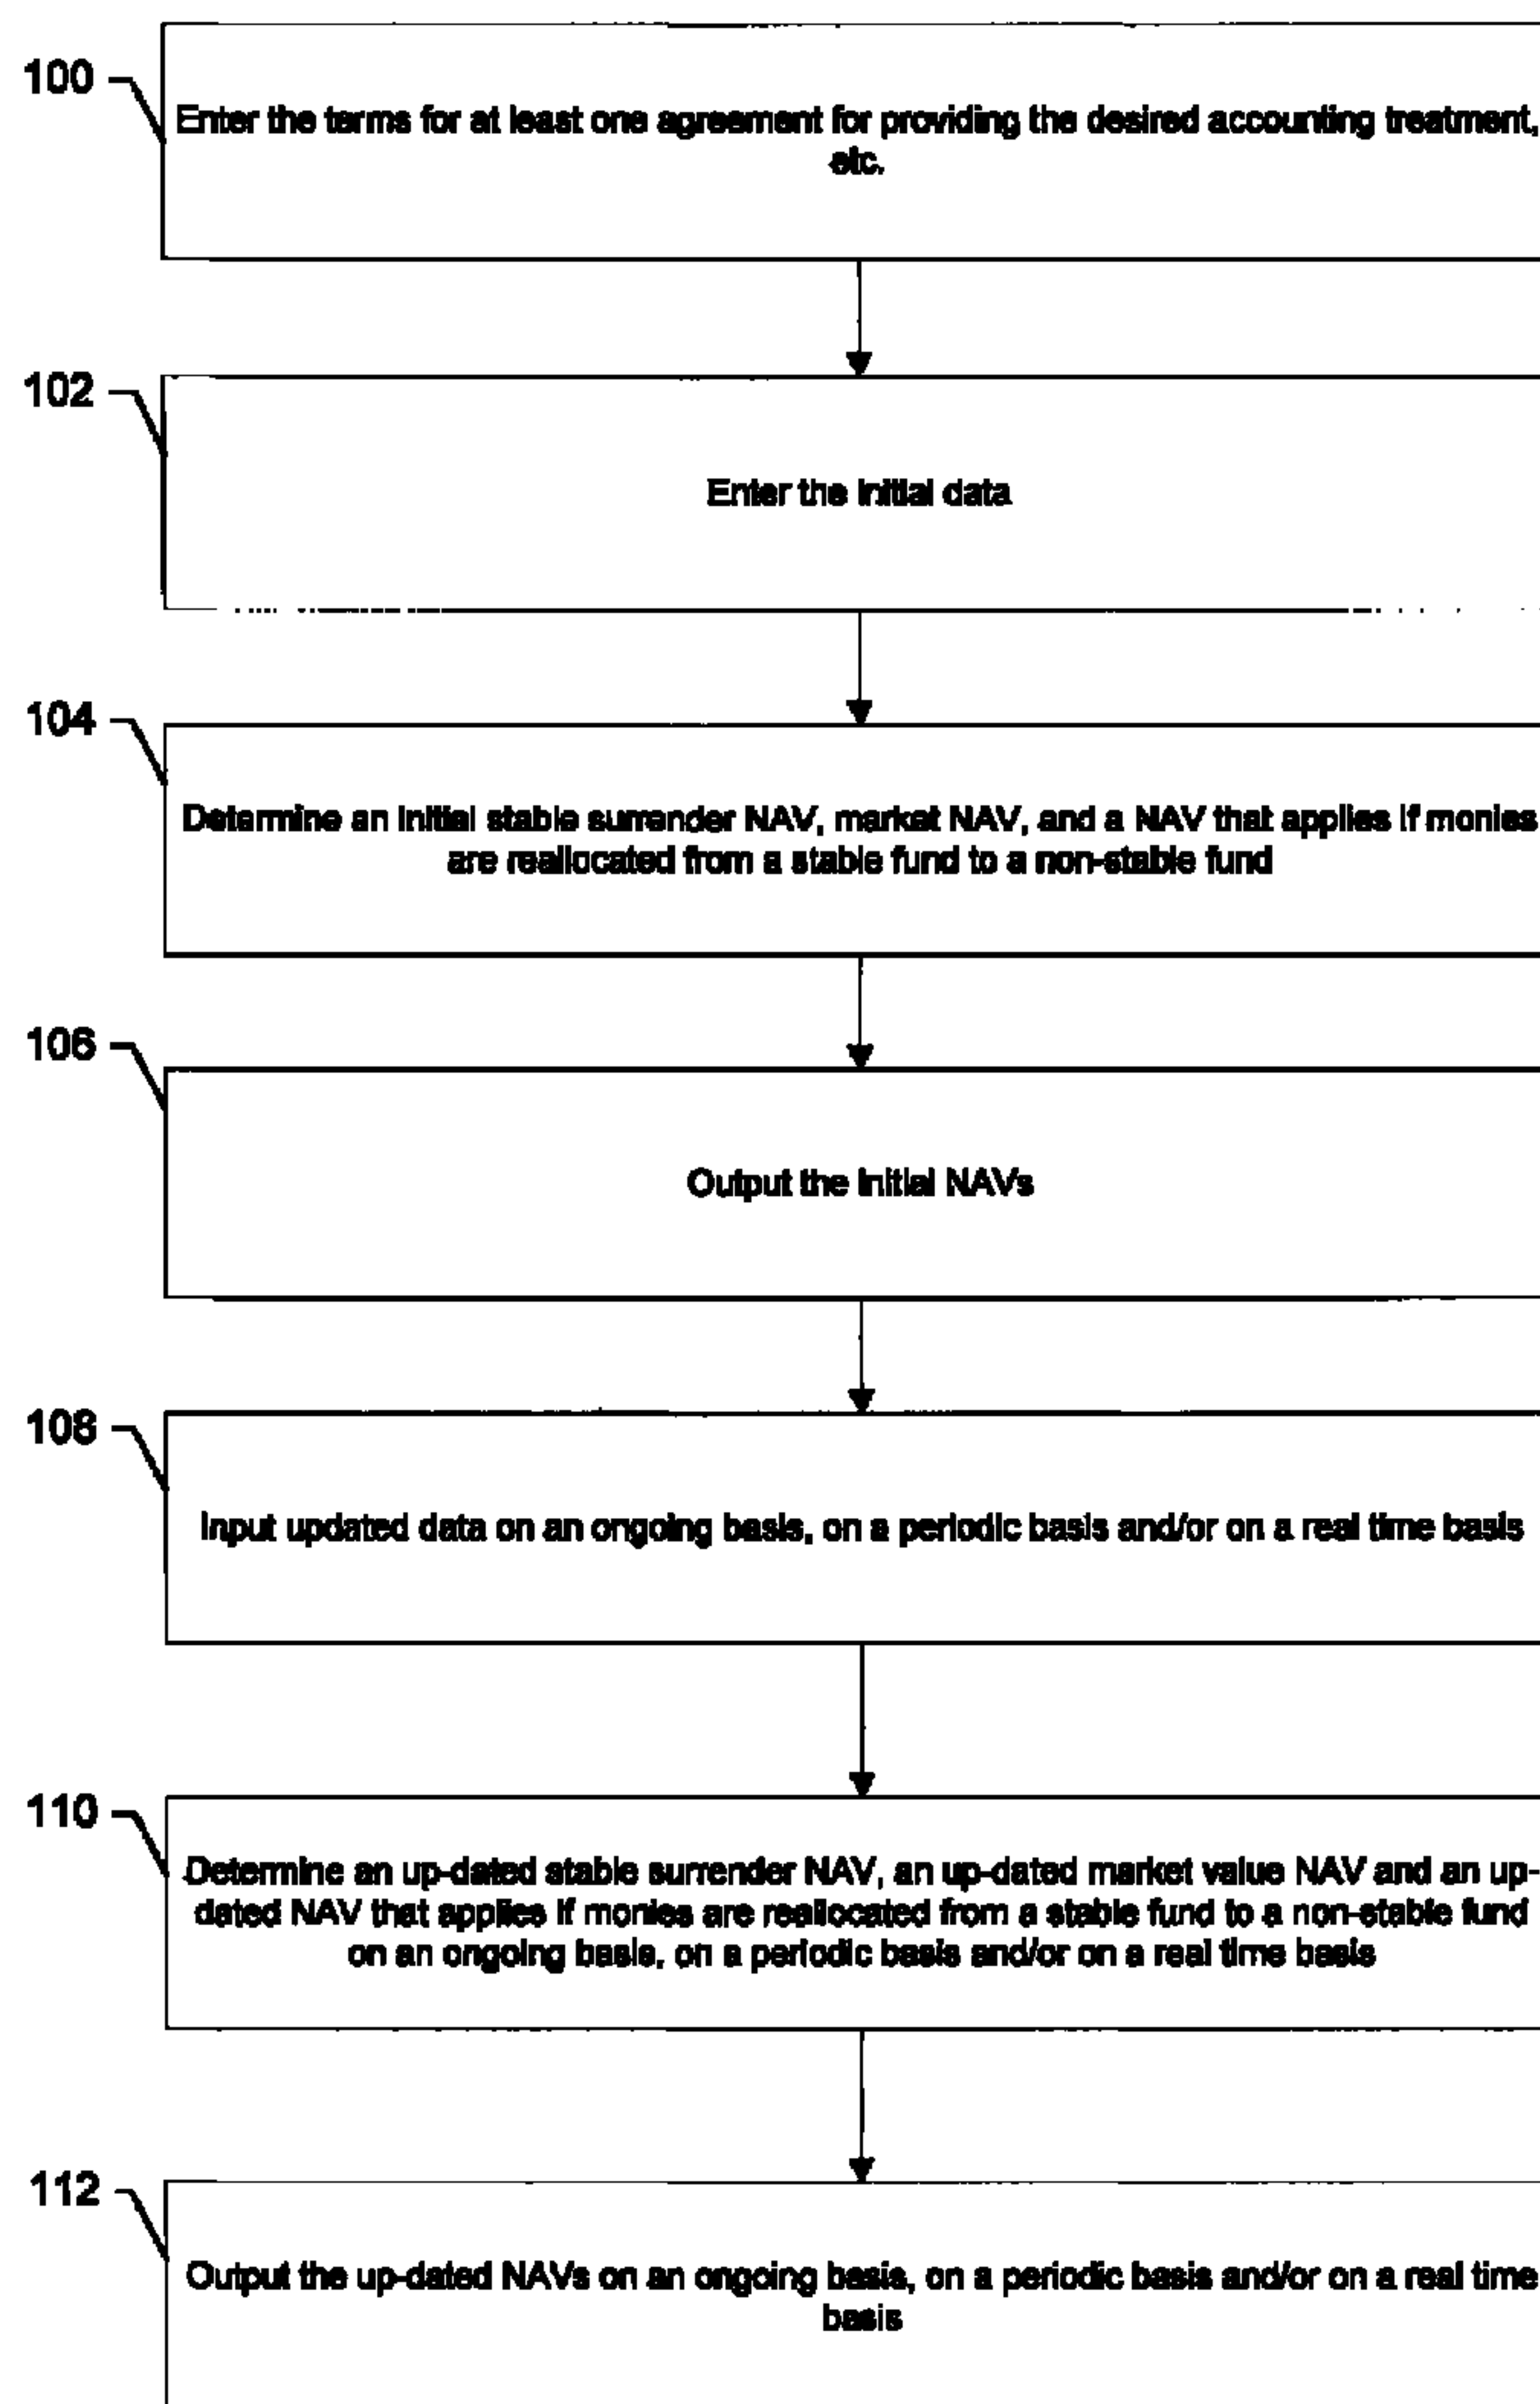 100
Enter the terms for at least one agreement for providing the desired accounting treatment,
etc.
102
Enter the initial data
104
Determine an initial stable surrender NAV, market NAV, and a NAV that applies if monies
are reallocated from a stable fund to a non-stable fund
106
Output the initial NAVs
108
Input updated data on an ongoing basis, on a periodic basis and/or on a real time basis
110
Determine an up-dated stable surrender NAV, an up-dated market value NAV and an up-
dated NAV that applies if monies are reallocated from a stable fund to a non-stable fund
on an ongoing basis, on a periodic basis and/or on a real time basis
112
Output the up-dated NAVs on an ongoing basis, on a periodic basis and/or on a real time
basis